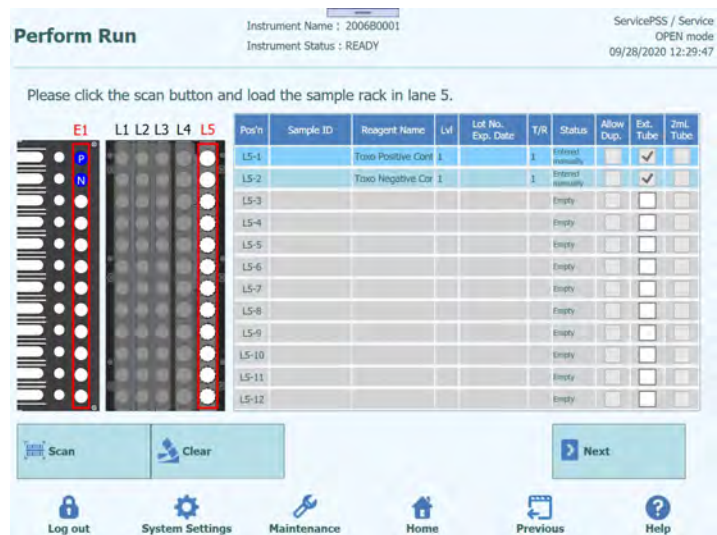 Perform Run
Instrument Name : 2006B0001
Instrument Status : READY
ServicePSS / Service
OPEN mode
09/28/2020 12:29:47
Please click the scan button and load the sample rack in lane 5.
E1 L1 L2 L3 L4 L5
Pos'n Sample ID Reagent Name Lvl Lot No. Exp. Date T/R Status Allow Dup. Ext. Tube 2mL Tube
P L5-1 Toxo Positive Cont 1 1 Entered manually
N L5-2 Toxo Negative Cor 1 1 Entered manually
L5-3 Empty
L5-4 Empty
L5-5 Empty
L5-6 Empty
L5-7 Empty
L5-8 Empty
L5-9 Empty
L5-10 Empty
L5-11 Empty
L5-12 Empty
Scan Clear Next
Log out System Settings Maintenance Home Previous Help